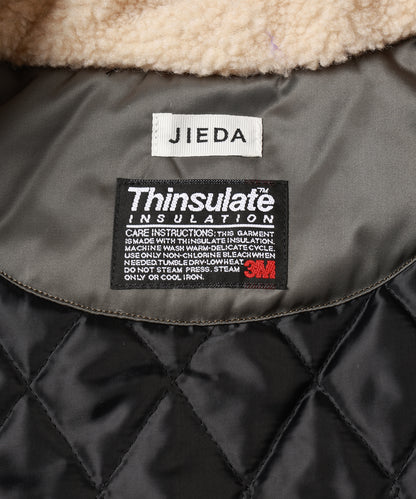 JIEDA
Thinsulate™
INSULATION
CARE INSTRUCTIONS: THIS GARMENT
IS MADE WITH THINSULATE INSULATION.
MACHINE WASH WARM-DELICATE CYCLE.
USE ONLY NON-CHLORINE BLEACH WHEN
NEEDED. TUMBLE DRY-LOW HEAT.
DO NOT STEAM PRESS. STEAM
ONLY OR COOL IRON.
3M